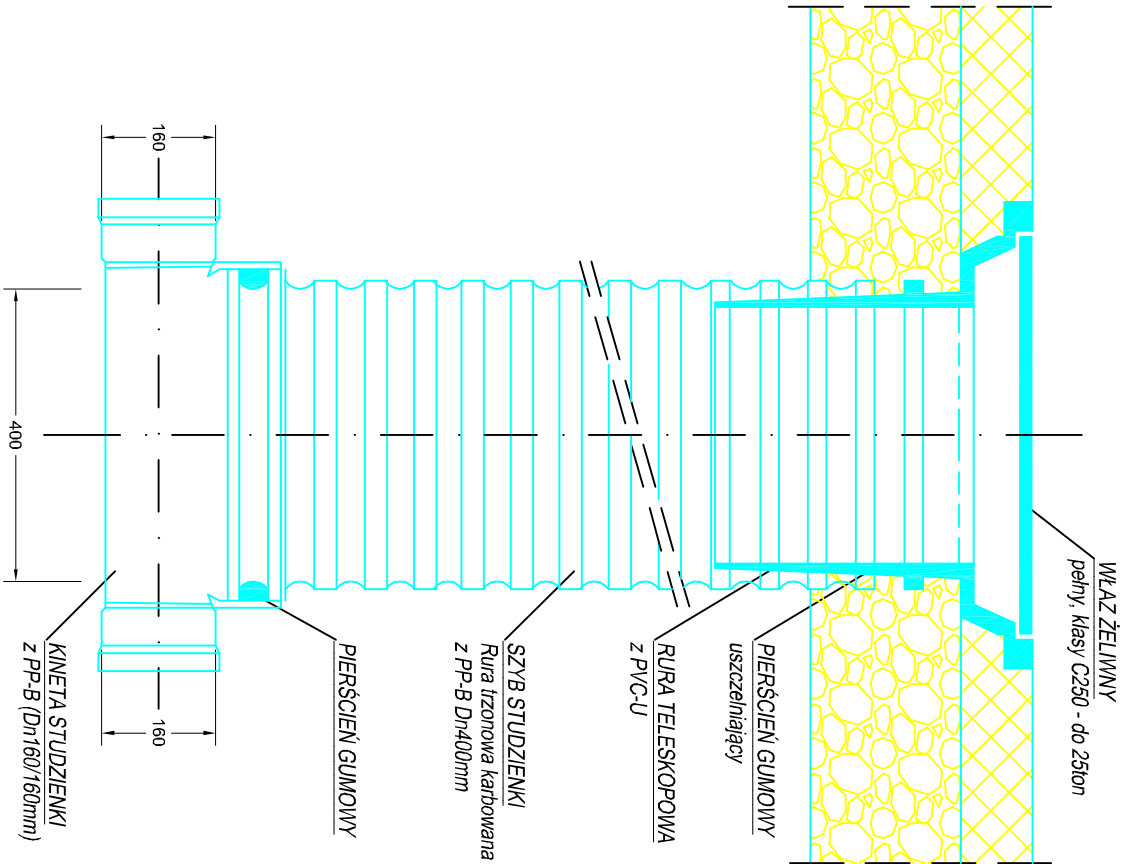 WŁAZ ŻELIWNY
pełny, klasy C250 - do 25ton
PIERŚCIEŃ GUMOWY
uszczelniający
RURA TELESKOPOWA
z PVC-U
SZYB STUDZIENKI
Rura trzonowa karbowana
z PP-B Dn400mm
PIERŚCIEŃ GUMOWY
KINETA STUDZIENKI
z PP-B (Dn160/160mm)
160
400
160